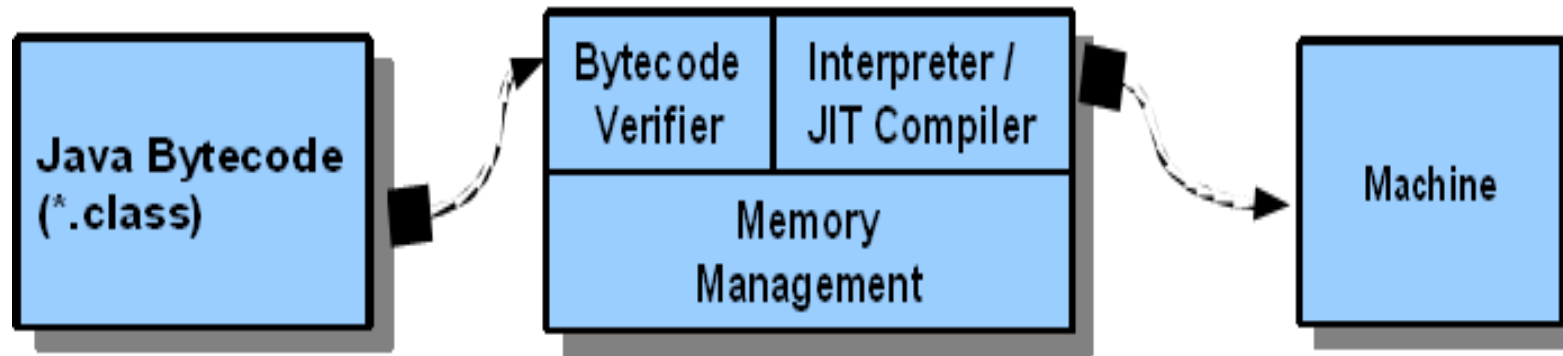 Java Bytecode
(*.class)
Bytecode
Verifier
Interpreter /
JIT Compiler
Memory
Management
Machine